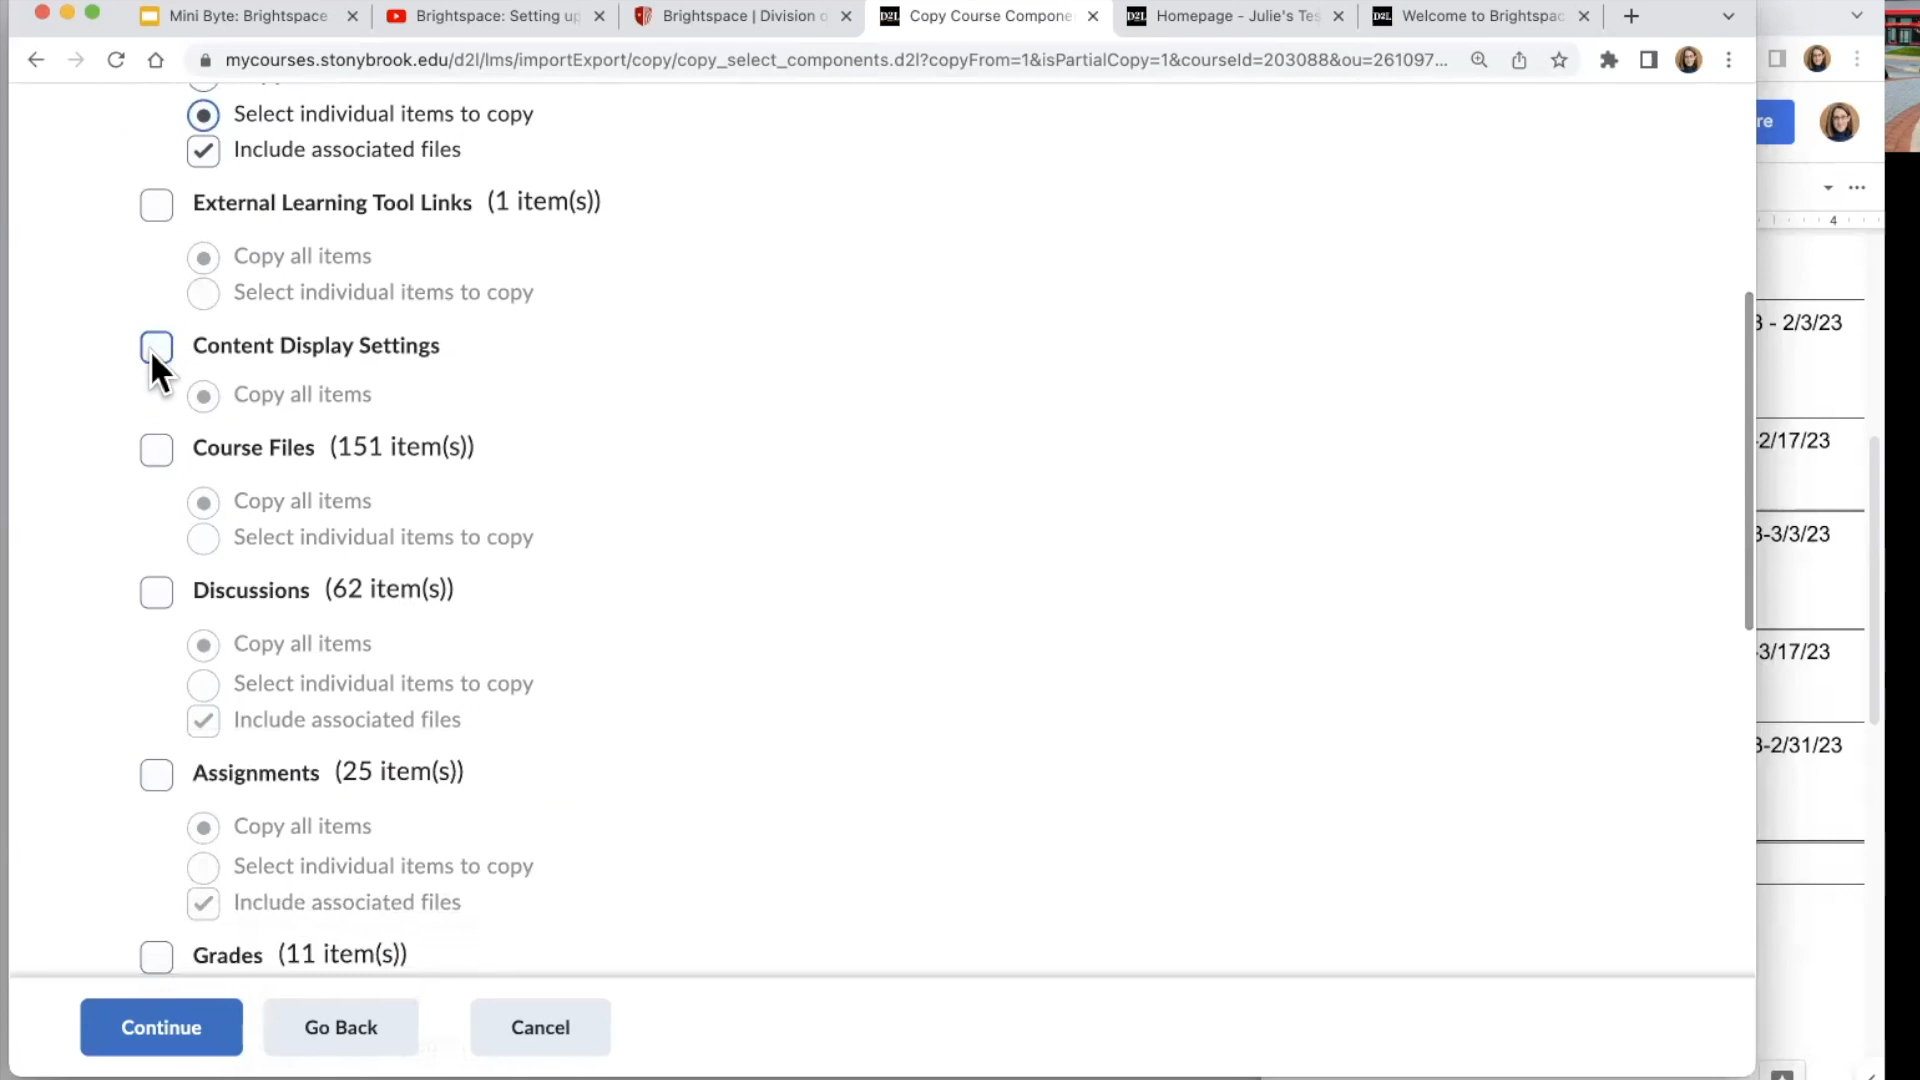 Mini Byte: Brightspace
Brightspace: Setting up
Brightspace | Division o
D2L Copy Course Compone
D2L Homepage - Julie's Tes
D2L Welcome to Brightspac
mycourses.stonybrook.edu/d2l/lms/importExport/copy/copy_select_components.d2l?copyFrom=1&isPartialCopy=1&courseId=203088&ou=261097...
re
Select individual items to copy
Include associated files
External Learning Tool Links (1 item(s))
4
Copy all items
Select individual items to copy
3 - 2/3/23
Content Display Settings
Copy all items
Course Files (151 item(s))
-2/17/23
Copy all items
Select individual items to copy
3-3/3/23
Discussions (62 item(s))
Copy all items
-3/17/23
Select individual items to copy
Include associated files
3-2/31/23
Assignments (25 item(s))
Copy all items
Select individual items to copy
Include associated files
Grades (11 item(s))
Continue
Go Back
Cancel